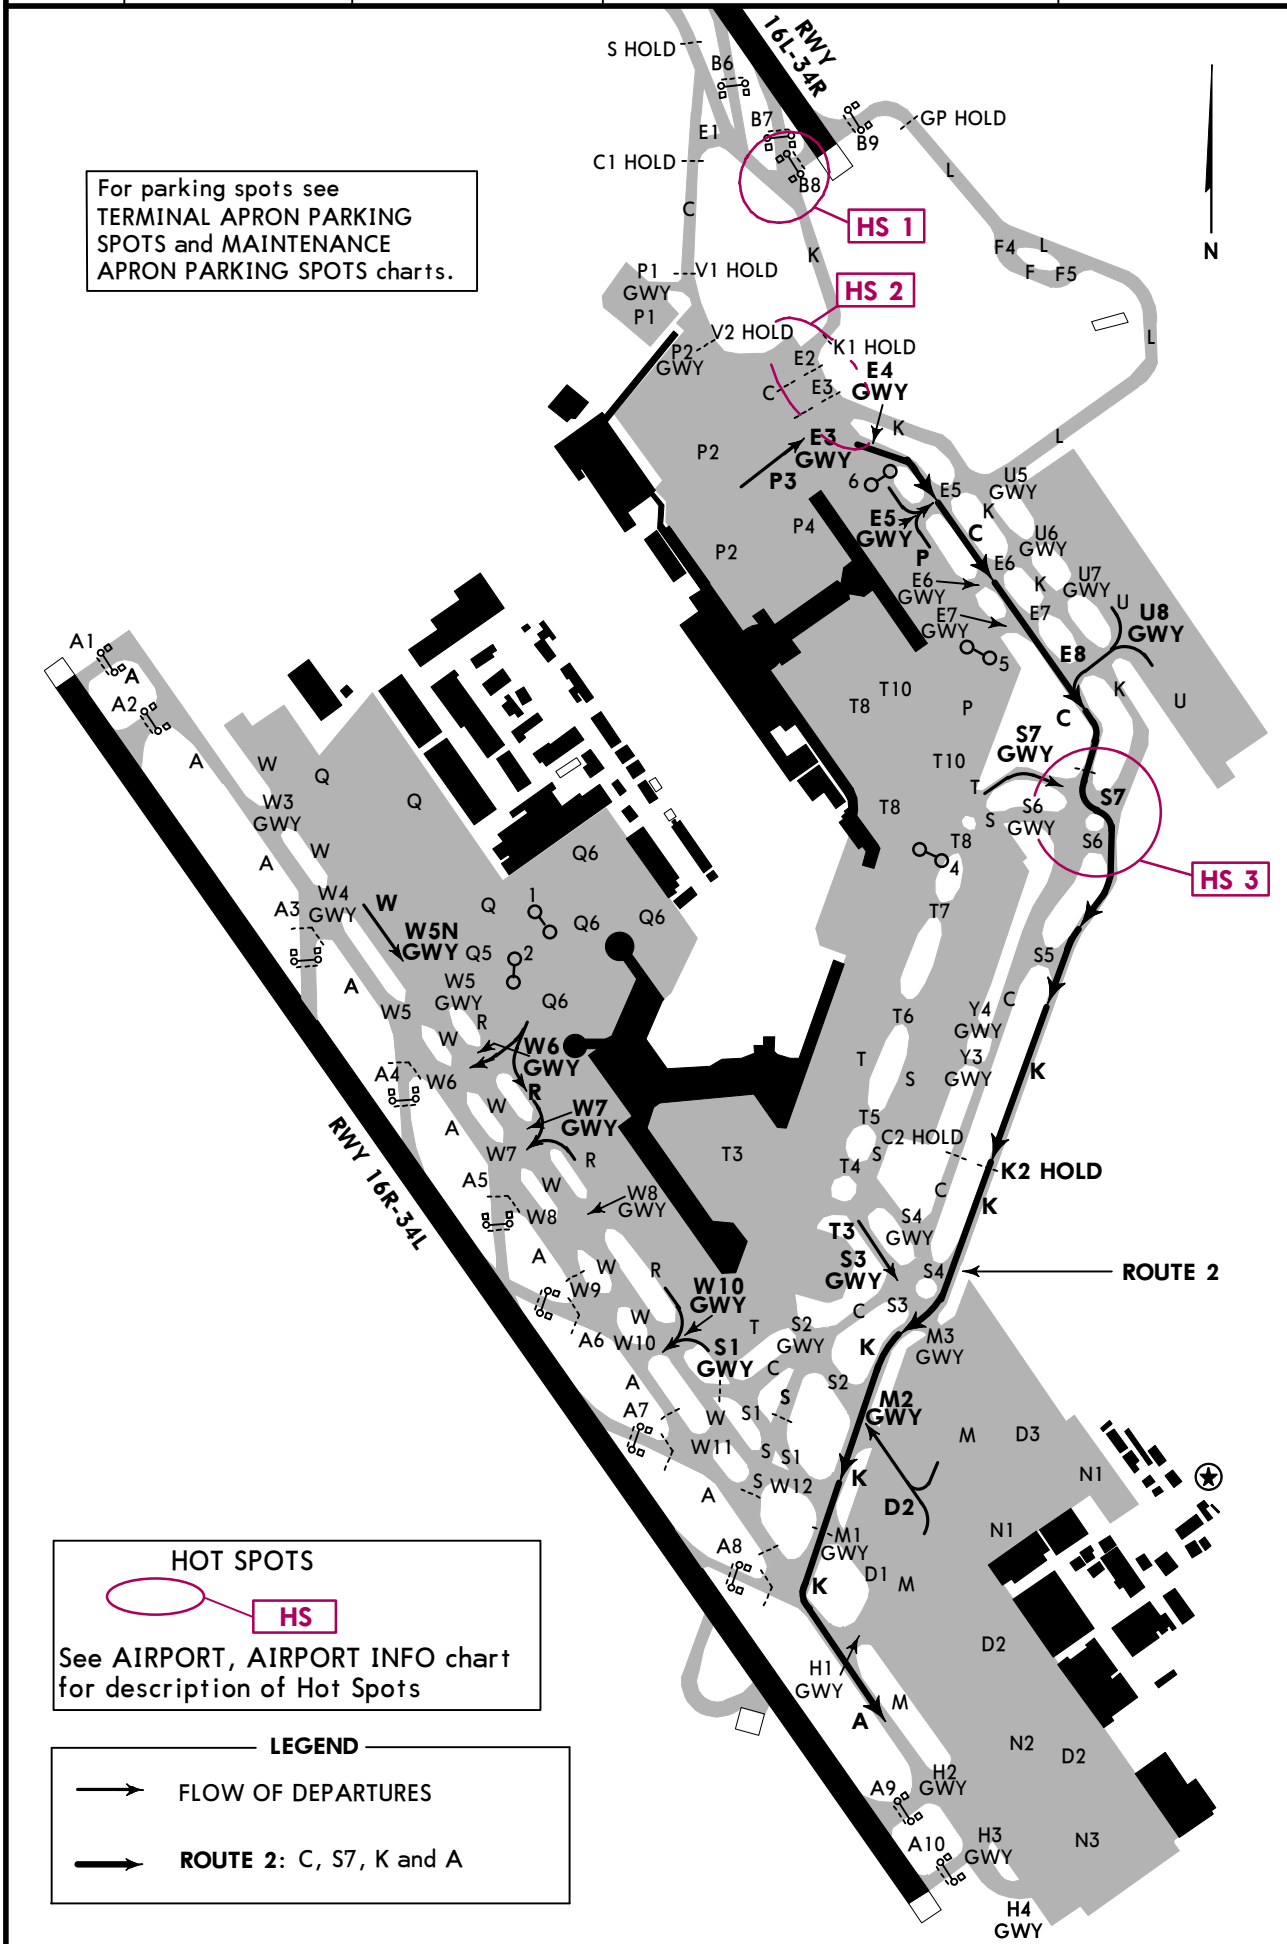 S HOLD
B6
RWY
16L-34R
B7
E1
GP HOLD
B9
C1 HOLD
L
For parking spots see
TERMINAL APRON PARKING
SPOTS and MAINTENANCE
APRON PARKING SPOTS charts.
B8
C
HS 1
K
F4
L
N
P1
GWY
V1 HOLD
F
F5
HS 2
P1
V2 HOLD
K1 HOLD
L
P2
GWY
E2
E4
GWY
C
E3
K
L
E3
GWY
P2
P3
6
E5
U5
GWY
K
E5
GWY
P4
C
U6
GWY
P
P2
E6
E6
GWY
K
U7
GWY
U
E7
GWY
E7
U8
GWY
5
E8
A1
A
A2
T10
T8
P
K
U
C
S7
GWY
A
W
Q
T10
T
W3
GWY
Q
T8
S
S6
GWY
S7
S6
HS 3
A
W
Q6
T8
4
W4
GWY
W
A3
Q
1
Q6
Q6
T7
W5N
GWY
Q5
2
S5
A
W5
GWY
Q6
C
W5
R
T6
Y4
GWY
W
W6
GWY
T
Y3
GWY
K
A4
W6
S
R
W
W7
GWY
T5
RWY 16R-34L
A
C2 HOLD
W7
R
T3
S
T4
K2 HOLD
A5
W
W8
GWY
C
K
W8
S4
GWY
T3
A
S3
GWY
W
R
S4
ROUTE 2
W9
W10
GWY
W
C
S3
A6
W10
T
S2
GWY
K
M3
GWY
S1
GWY
C
A
S2
S
M2
GWY
A7
W
S1
M
D3
W11
S
S1
N1
S
W12
K
A
D2
N1
M1
GWY
A8
HOT SPOTS
D1
M
K
HS
See AIRPORT, AIRPORT INFO chart
for description of Hot Spots
D2
H1
GWY
M
A
LEGEND
N2
D2
FLOW OF DEPARTURES
H2
GWY
A9
ROUTE 2: C, S7, K and A
A10
H3
GWY
N3
H4
GWY